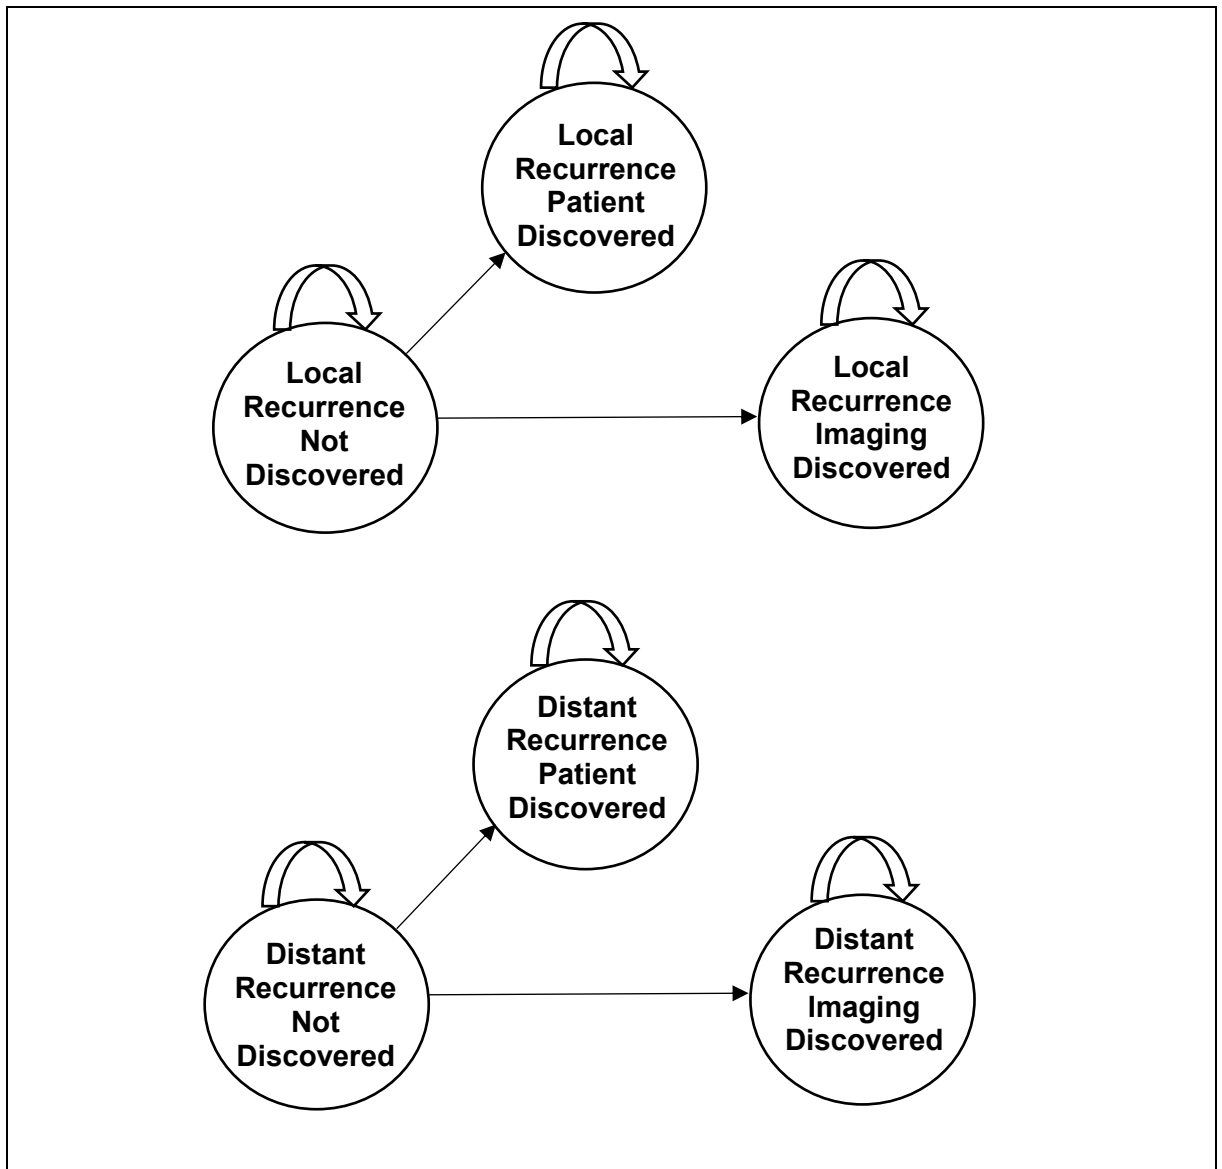 Local
Recurrence
Patient
Discovered
Local
Recurrence
Not
Discovered
Local
Recurrence
Imaging
Discovered
Distant
Recurrence
Patient
Discovered
Distant
Recurrence
Not
Discovered
Distant
Recurrence
Imaging
Discovered